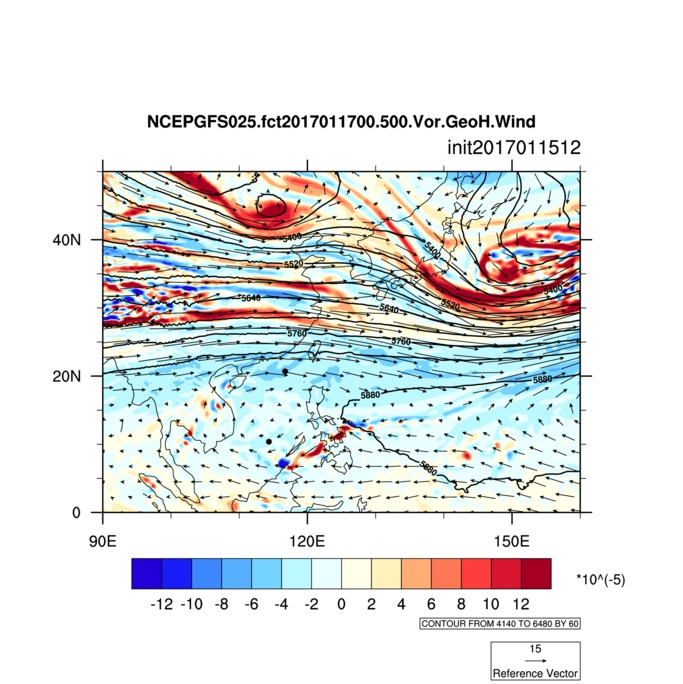 NCEPGFS025.fct2017011700.500.Vor.GeoH.Wind
init2017011512
5400
40N
5400
5520
5400
5640
5520
5640
5760
5760
20N
5880
5880
5880
0
90E 120E 150E
-12 -10 -8 -6 -4 -2 0 2 4 6 8 10 12
*10^(-5)
CONTOUR FROM 4140 TO 6480 BY 60
15
Reference Vector